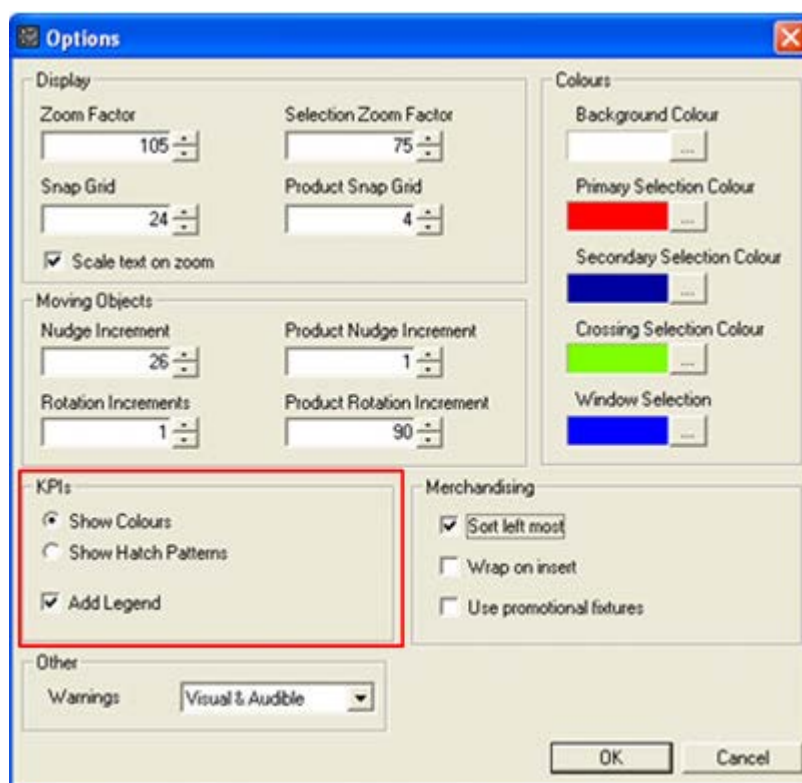 Options
Display
Zoom Factor
Selection Zoom Factor
105
75
Snap Grid
Product Snap Grid
24
4
Scale text on zoom
Moving Objects
Nudge Increment
Product Nudge Increment
26
1
Rotation Increments
Product Rotation Increment
1
90
Colours
Background Colour
...
Primary Selection Colour
...
Secondary Selection Colour
...
Crossing Selection Colour
...
Window Selection
...
KPIs
Show Colours
Show Hatch Patterns
Add Legend
Merchandising
Sort left most
Wrap on insert
Use promotional fixtures
Other
Warnings
Visual & Audible
OK
Cancel